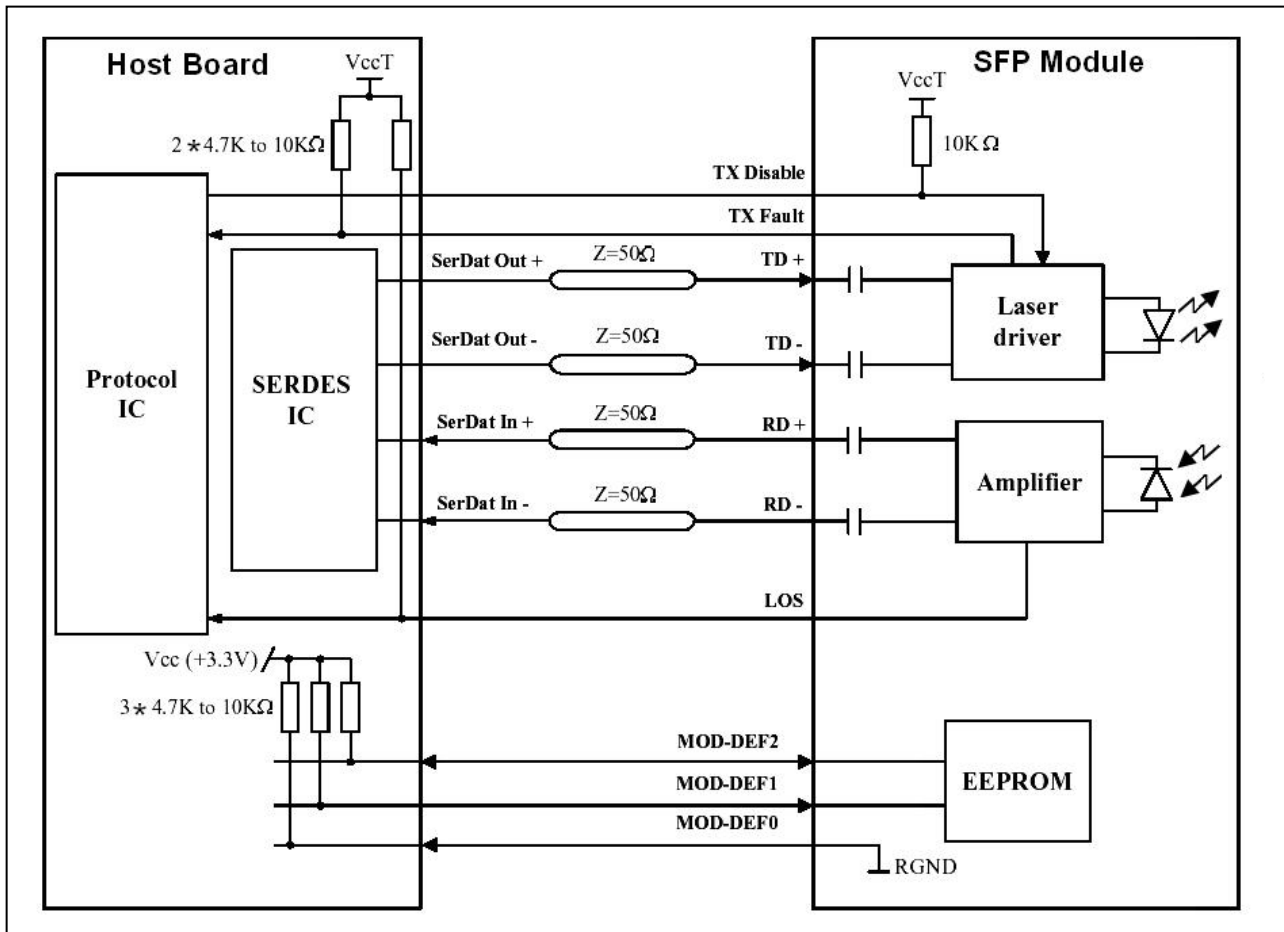 Host Board
SFP Module
VccT
VccT
2*4.7K to 10KΩ
10KΩ
TX Disable
TX Fault
SerDat Out +
Z=50Ω
TD +
Laser
driver
SerDat Out -
Z=50Ω
TD -
Protocol
IC
SERDES
IC
SerDat In +
Z=50Ω
RD +
Amplifier
SerDat In -
Z=50Ω
RD -
LOS
Vcc (+3.3V)
3*4.7K to 10KΩ
MOD-DEF2
MOD-DEF1
MOD-DEF0
EEPROM
RGND